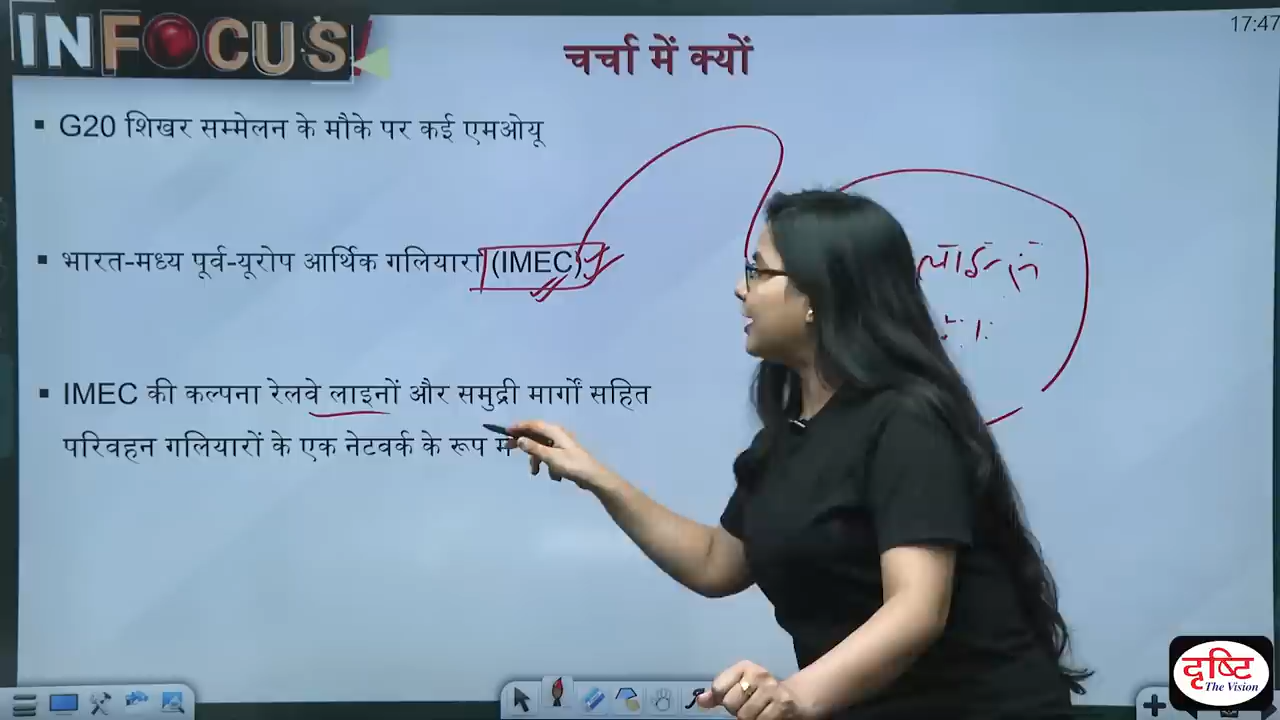 INFOCUS!
17:47
चर्चा में क्यों
G20 शिखर सम्मेलन के मौके पर कई एमओयू
भारत-मध्य पूर्व-यूरोप आर्थिक गलियारा (IMEC)
IMEC की कल्पना रेलवे लाइनों और समुद्री मार्गों सहित
परिवहन गलियारों के एक नेटवर्क के रूप
दृष्टि
The Vision